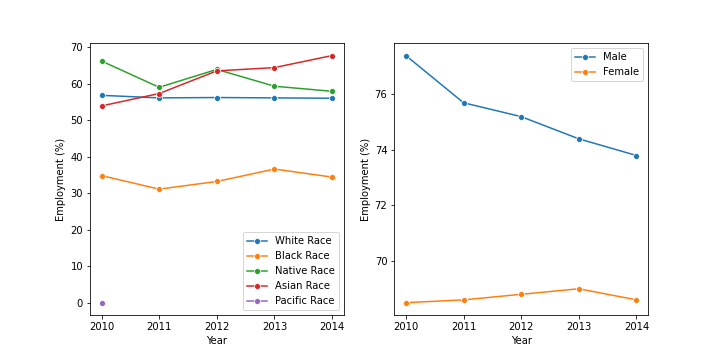 70
60
50
40
30
20
10
0
Employment (%)
2010 2011 2012 2013 2014
Year
White Race
Black Race
Native Race
Asian Race
Pacific Race
76
74
72
70
Employment (%)
2010 2011 2012 2013 2014
Year
Male
Female